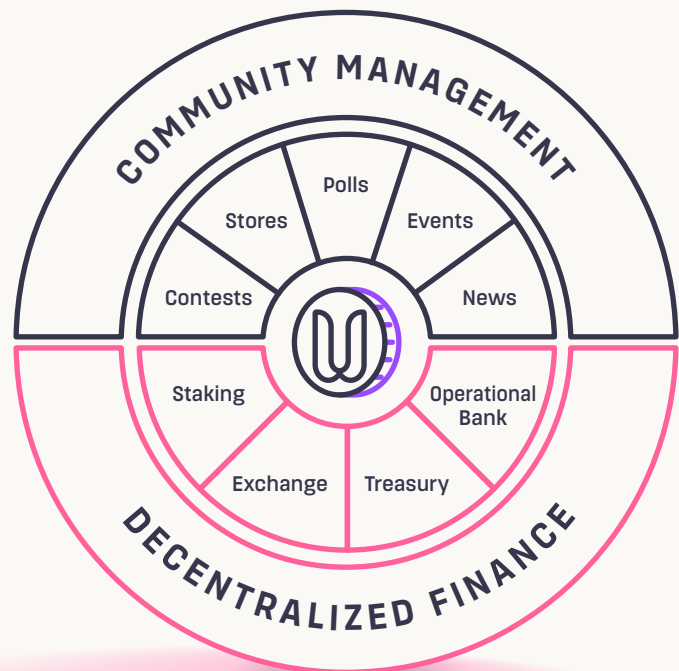 COMMUNITY MANAGEMENT
Polls
Stores
Events
Contests
News
Staking
Operational
Bank
Exchange
Treasury
DECENTRALIZED FINANCE